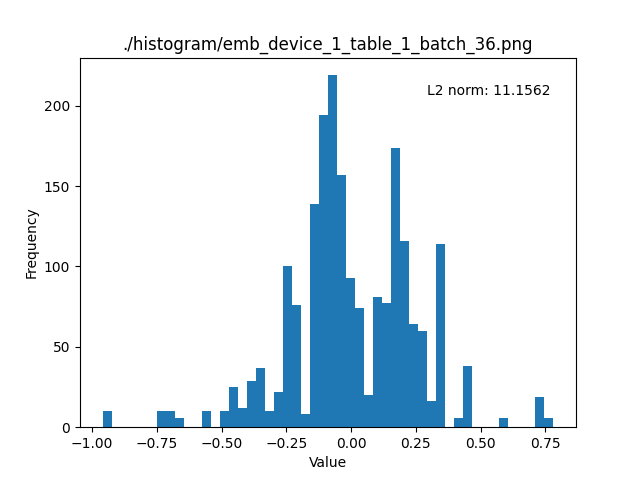 ./histogram/emb_device_1_table_1_batch_36.png
L2 norm: 11.1562
200
150
100
50
0
Frequency
−1.00 −0.75 −0.50 −0.25 0.00 0.25 0.50 0.75
Value